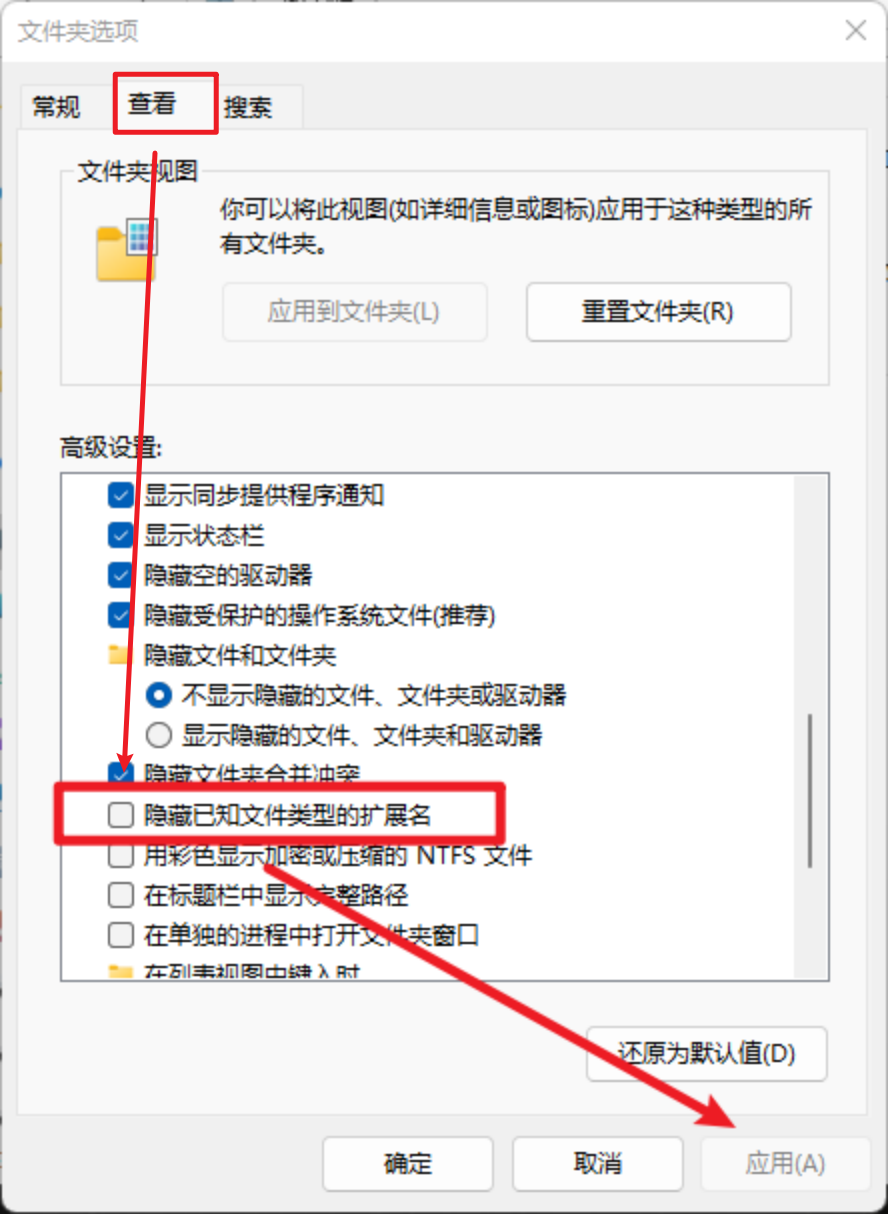 文件夹选项
常规
查看
搜索
文件夹视图
你可以将此视图(如详细信息或图标)应用于这种类型的所
有文件夹。
应用到文件夹(L)
重置文件夹(R)
高级设置:
显示同步提供程序通知
显示状态栏
隐藏空的驱动器
隐藏受保护的操作系统文件(推荐)
隐藏文件和文件夹
不显示隐藏的文件、文件夹或驱动器
显示隐藏的文件、文件夹和驱动器
隐藏文件夹合并冲突
隐藏已知文件类型的扩展名
用彩色显示加密或压缩的 NTFS 文件
在标题栏中显示完整路径
在单独的进程中打开文件夹窗口
在列表视图中键入时
还原为默认值(D)
确定
取消
应用(A)